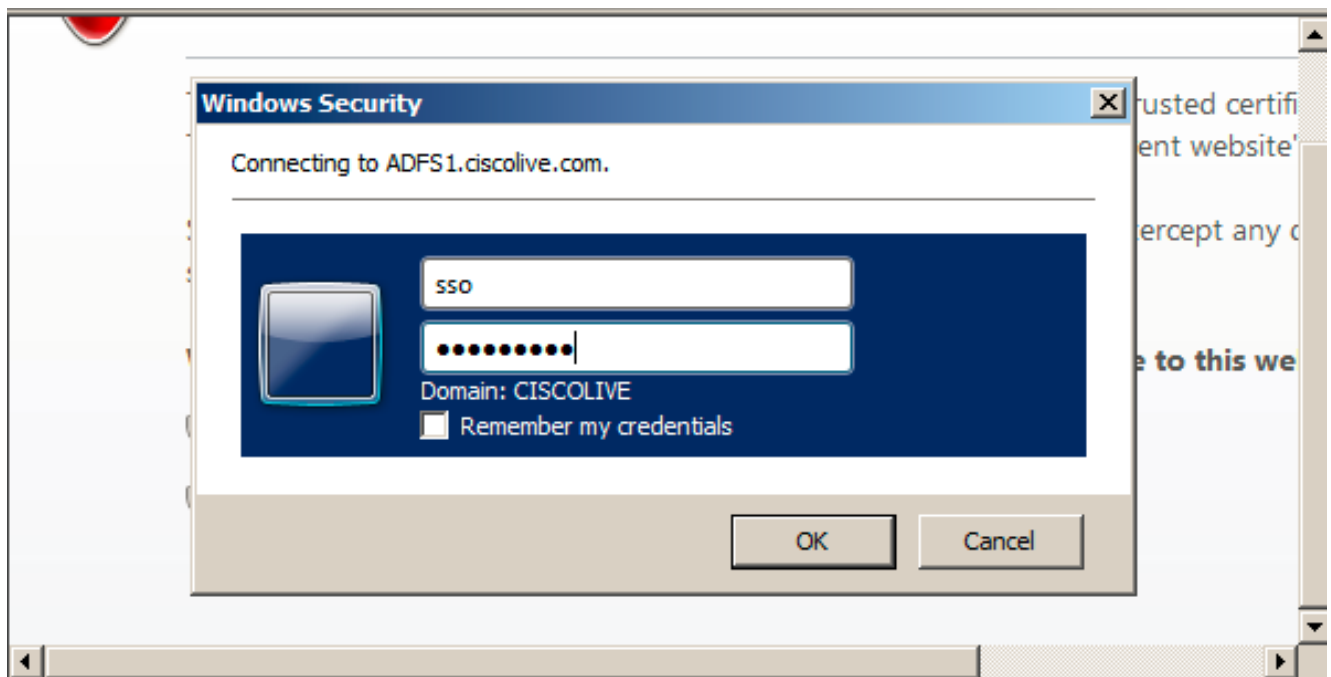 Windows Security
rusted certifi
Connecting to ADFS1.ciscolive.com.
ent website'
tercept any
sso
•••••••••
e to this we
Domain: CISCOLIVE
Remember my credentials
OK
Cancel